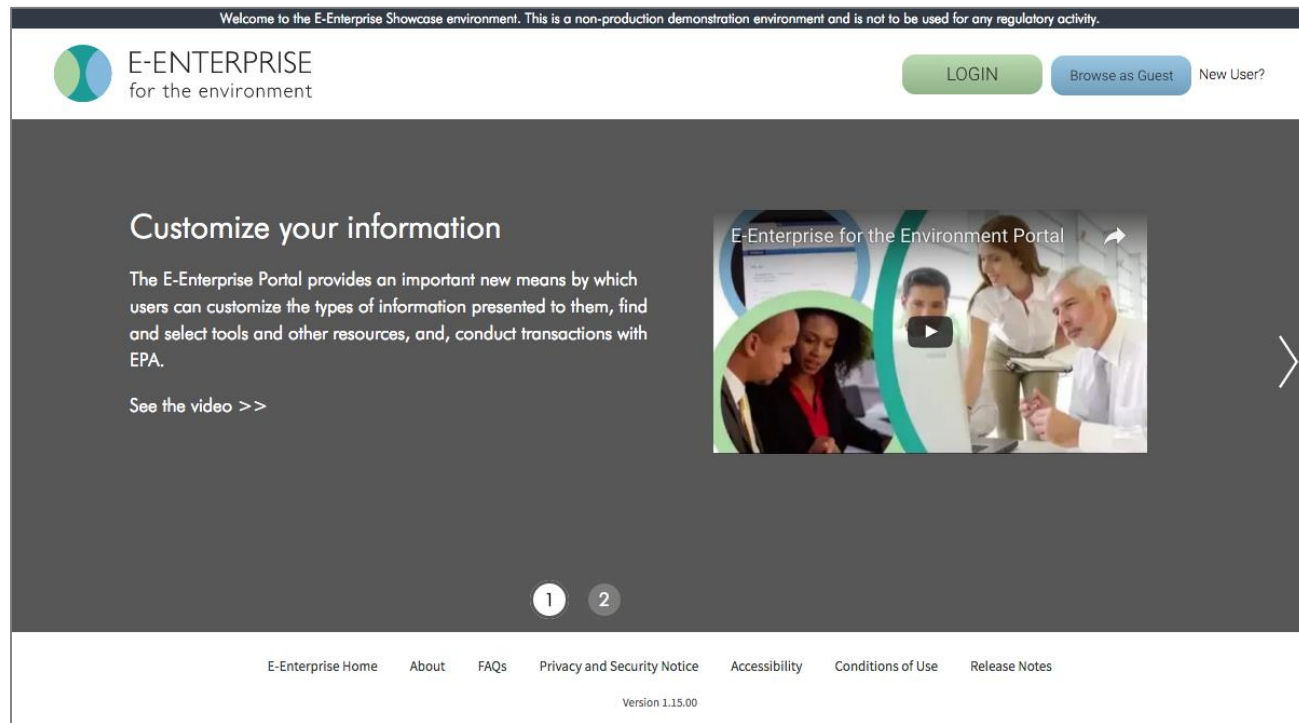 Welcome to the E-Enterprise Showcase environment. This is a non-production demonstration environment and is not to be used for any regulatory activity.
E-ENTERPRISE
for the environment
LOGIN
Browse as Guest
New User?
Customize your information
The E-Enterprise Portal provides an important new means by which
users can customize the types of information presented to them, find
and select tools and other resources, and, conduct transactions with
EPA.
See the video >>
E-Enterprise for the Environment Portal
1 2
E-Enterprise Home About FAQs Privacy and Security Notice Accessibility Conditions of Use Release Notes
Version 1.15.00